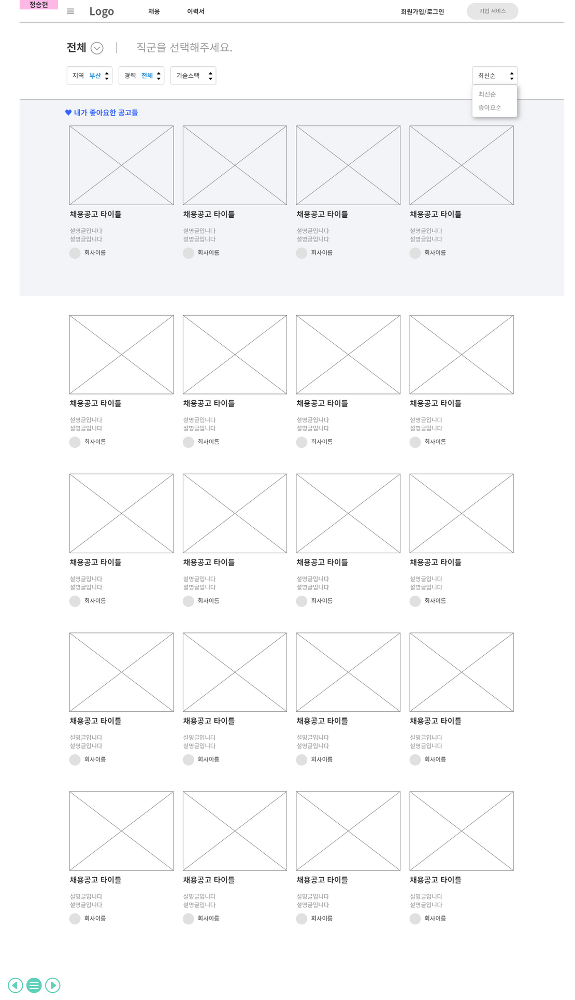 정승현
Logo 채용 이력서 회원가입/로그인 기업 서비스
전체 | 직군을 선택해주세요.
지역 부산 경력 전체 기술스택 최신순
최신순
좋아요순
♥ 내가 좋아요한 공고들
채용공고 타이틀 채용공고 타이틀 채용공고 타이틀 채용공고 타이틀
설명글입니다 설명글입니다 설명글입니다 설명글입니다
설명글입니다 설명글입니다 설명글입니다 설명글입니다
회사이름 회사이름 회사이름 회사이름
채용공고 타이틀 채용공고 타이틀 채용공고 타이틀 채용공고 타이틀
설명글입니다 설명글입니다 설명글입니다 설명글입니다
설명글입니다 설명글입니다 설명글입니다 설명글입니다
회사이름 회사이름 회사이름 회사이름
채용공고 타이틀 채용공고 타이틀 채용공고 타이틀 채용공고 타이틀
설명글입니다 설명글입니다 설명글입니다 설명글입니다
설명글입니다 설명글입니다 설명글입니다 설명글입니다
회사이름 회사이름 회사이름 회사이름
채용공고 타이틀 채용공고 타이틀 채용공고 타이틀 채용공고 타이틀
설명글입니다 설명글입니다 설명글입니다 설명글입니다
설명글입니다 설명글입니다 설명글입니다 설명글입니다
회사이름 회사이름 회사이름 회사이름
채용공고 타이틀 채용공고 타이틀 채용공고 타이틀 채용공고 타이틀
설명글입니다 설명글입니다 설명글입니다 설명글입니다
설명글입니다 설명글입니다 설명글입니다 설명글입니다
회사이름 회사이름 회사이름 회사이름